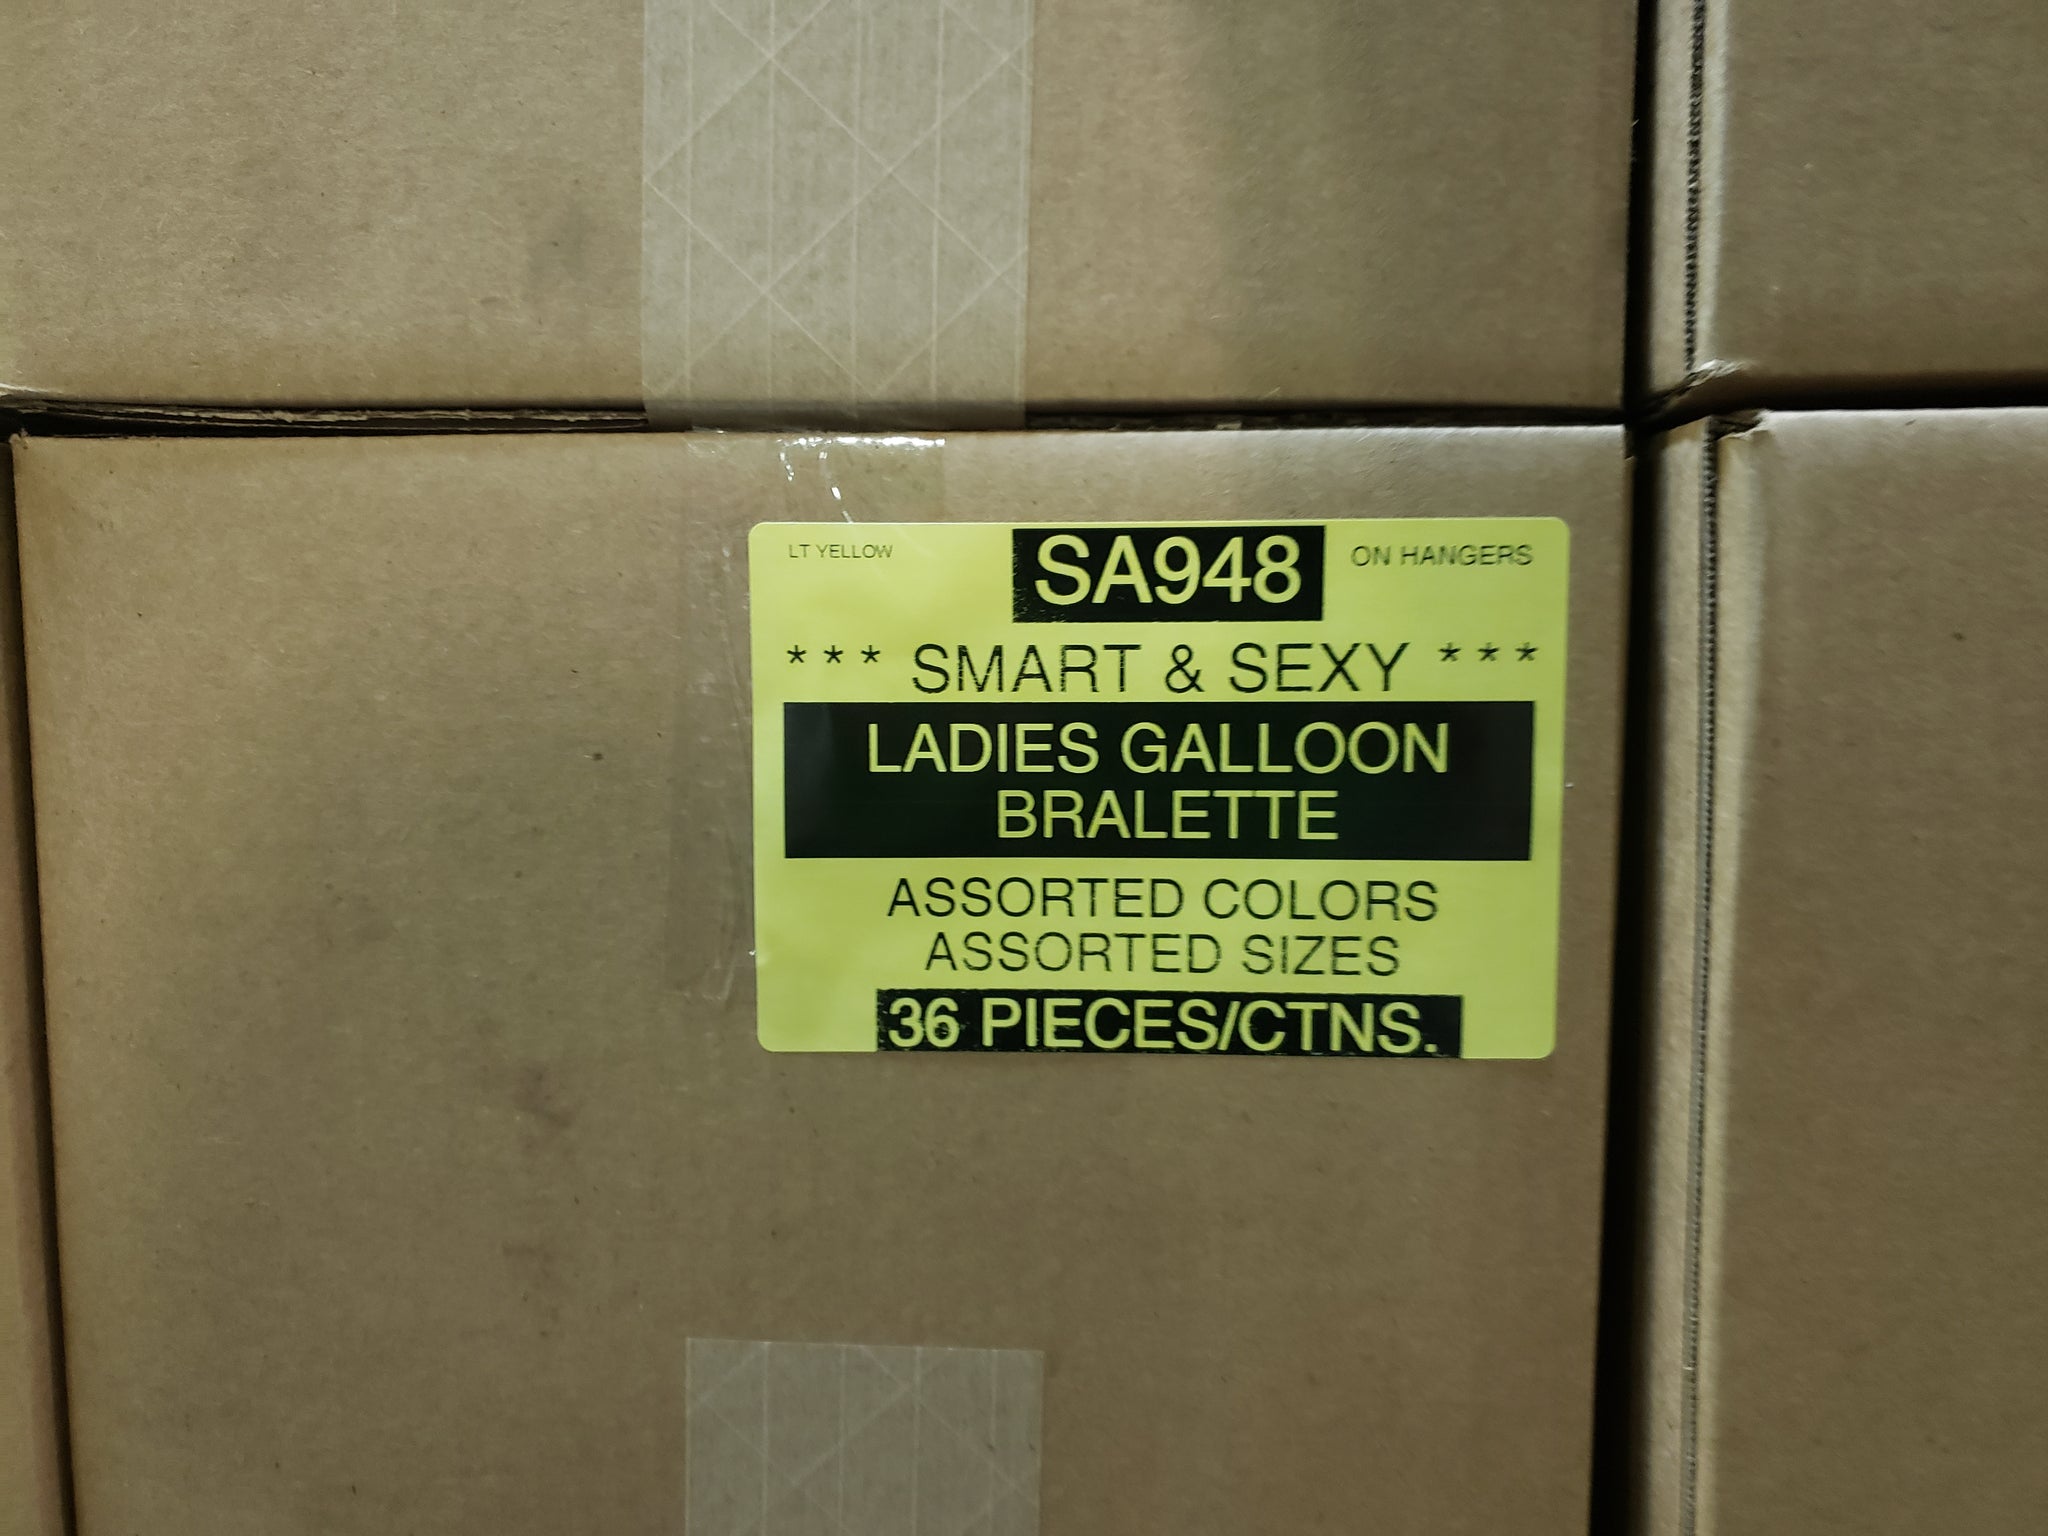 LT YELLOW SA948 ON HANGERS
*** SMART & SEXY ***
LADIES GALLOON
BRALETTE
ASSORTED COLORS
ASSORTED SIZES
36 PIECES/CTNS.